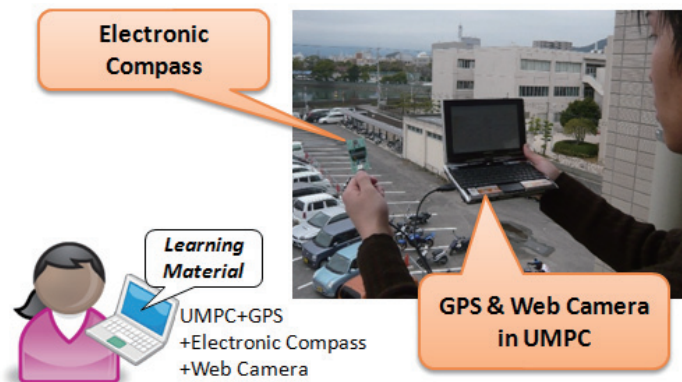 Electronic
Compass
Learning
Material
UMPC+GPS
+Electronic Compass
+Web Camera
GPS & Web Camera
in UMPC